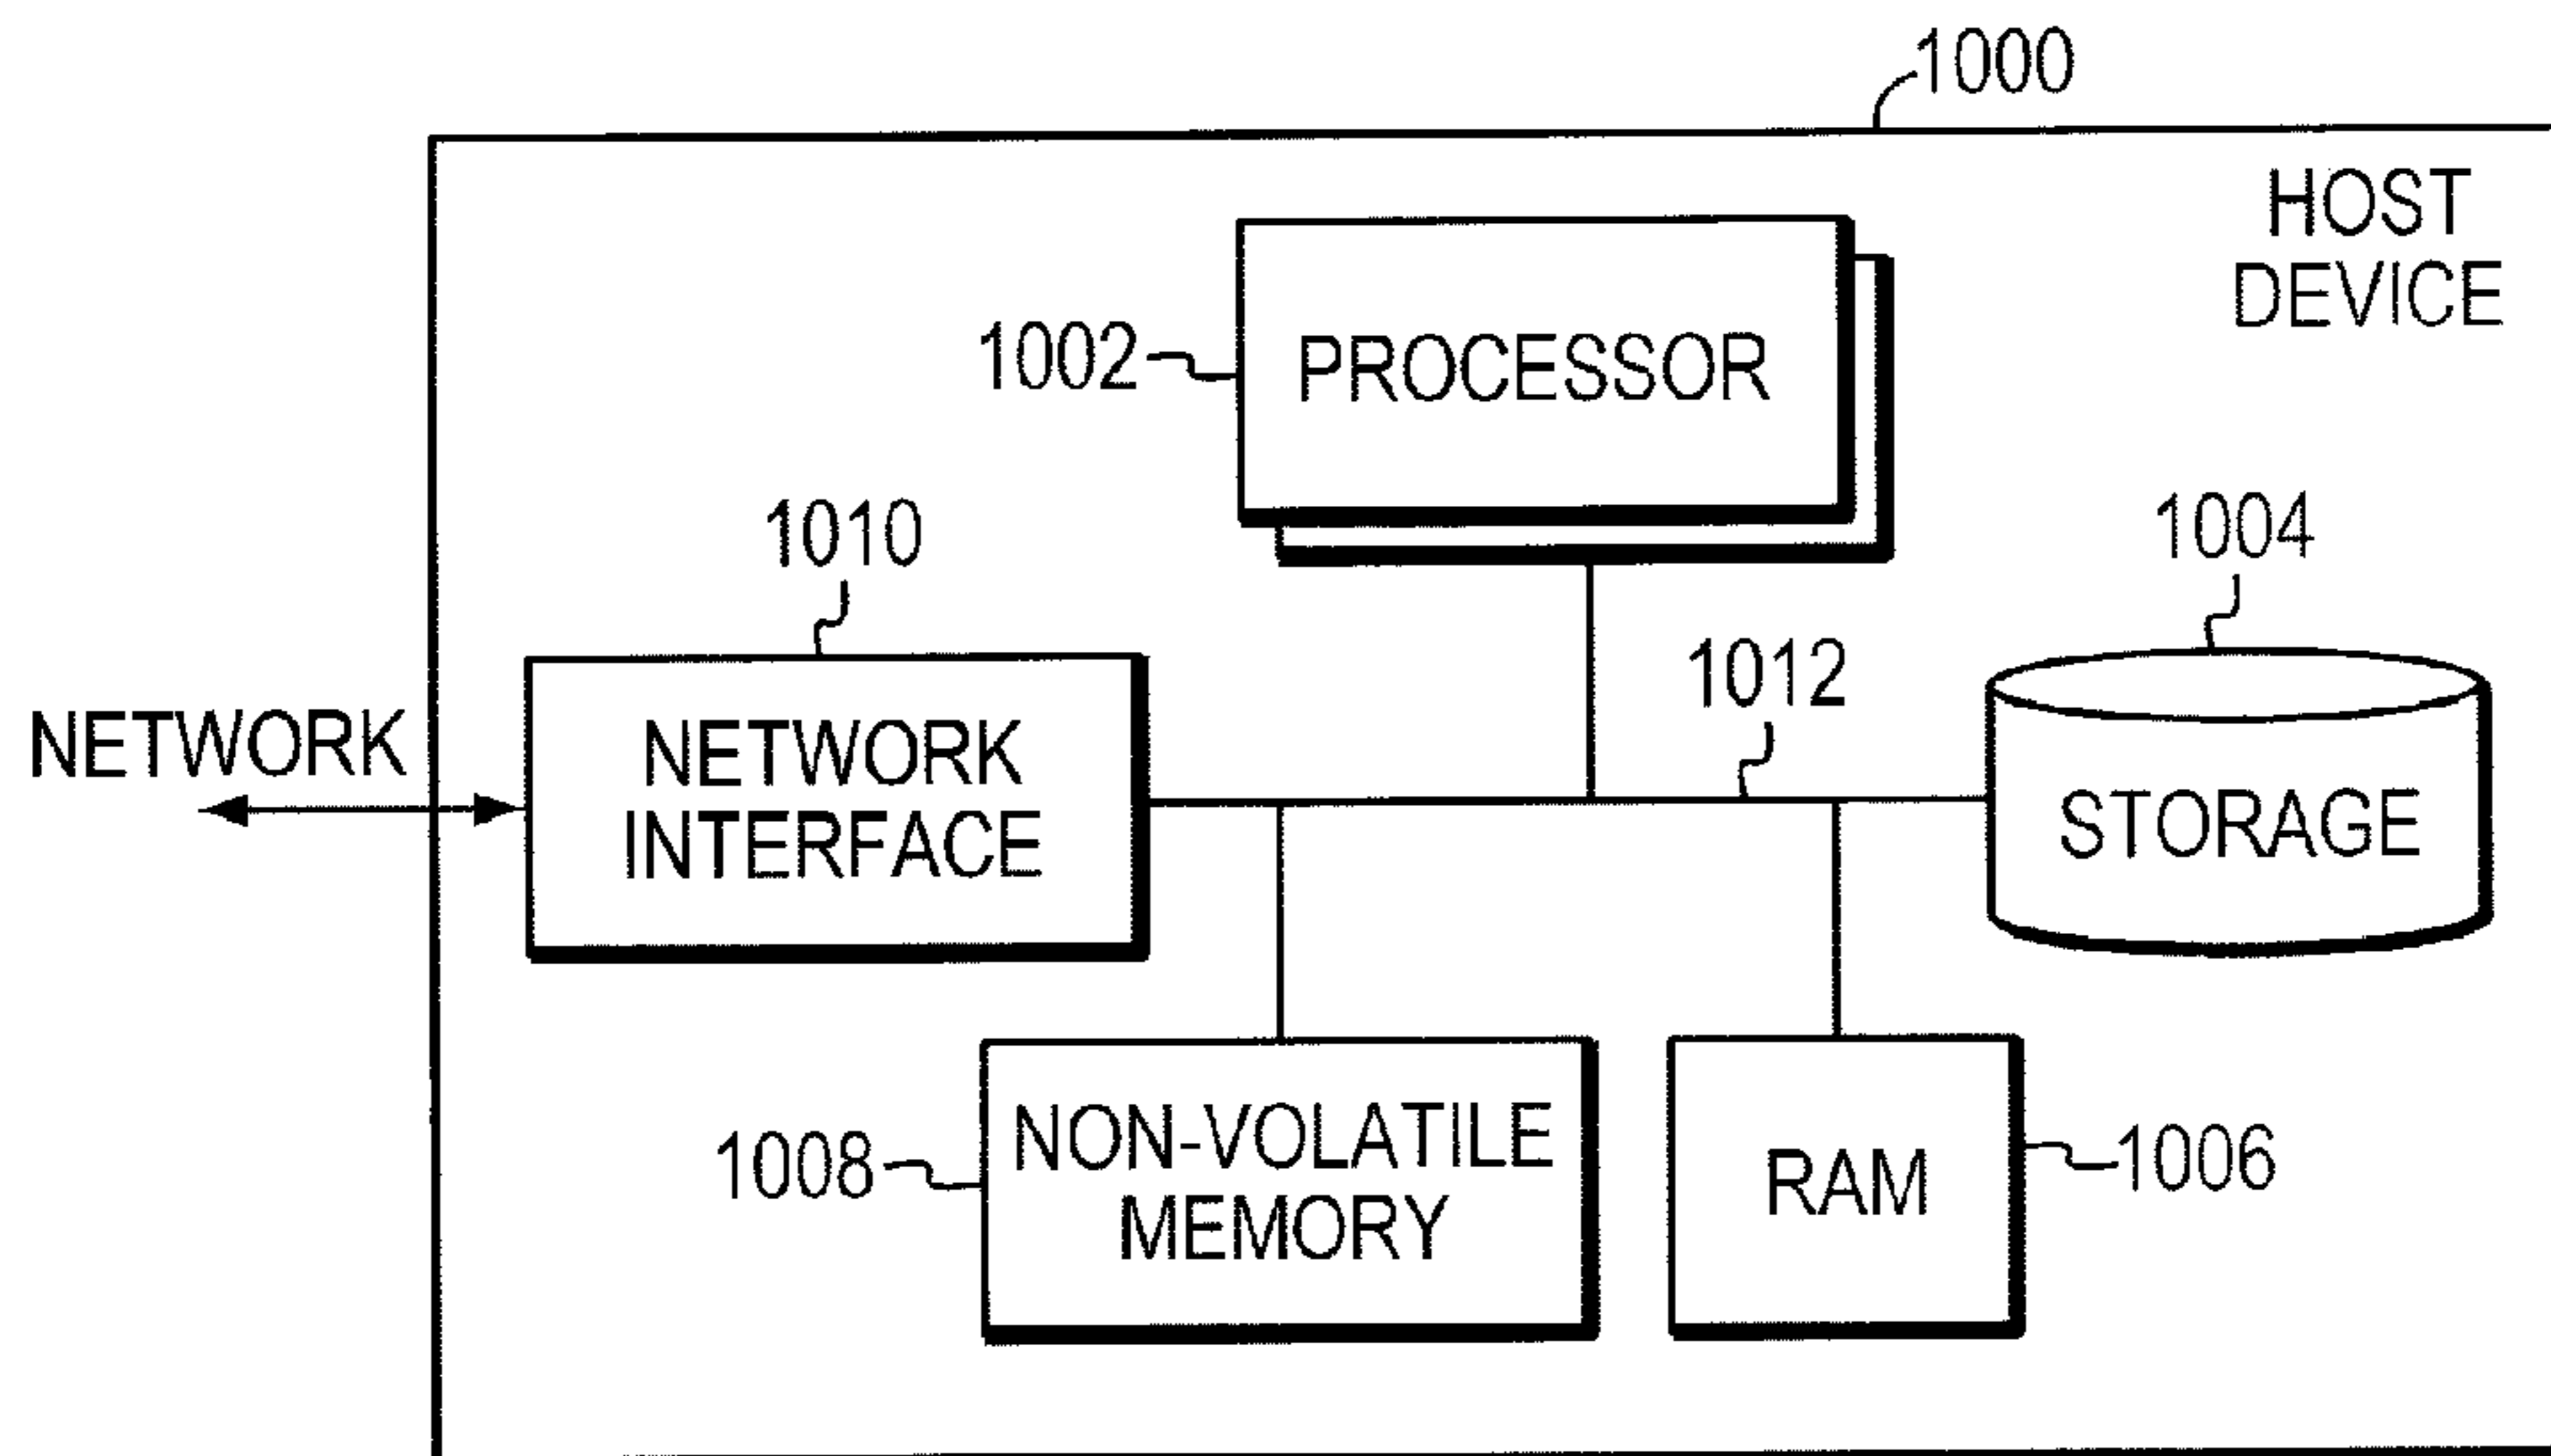 1000
HOST
DEVICE
1002
PROCESSOR
1010
1004
1012
NETWORK
NETWORK
INTERFACE
STORAGE
1008
NON-VOLATILE
MEMORY
RAM
1006